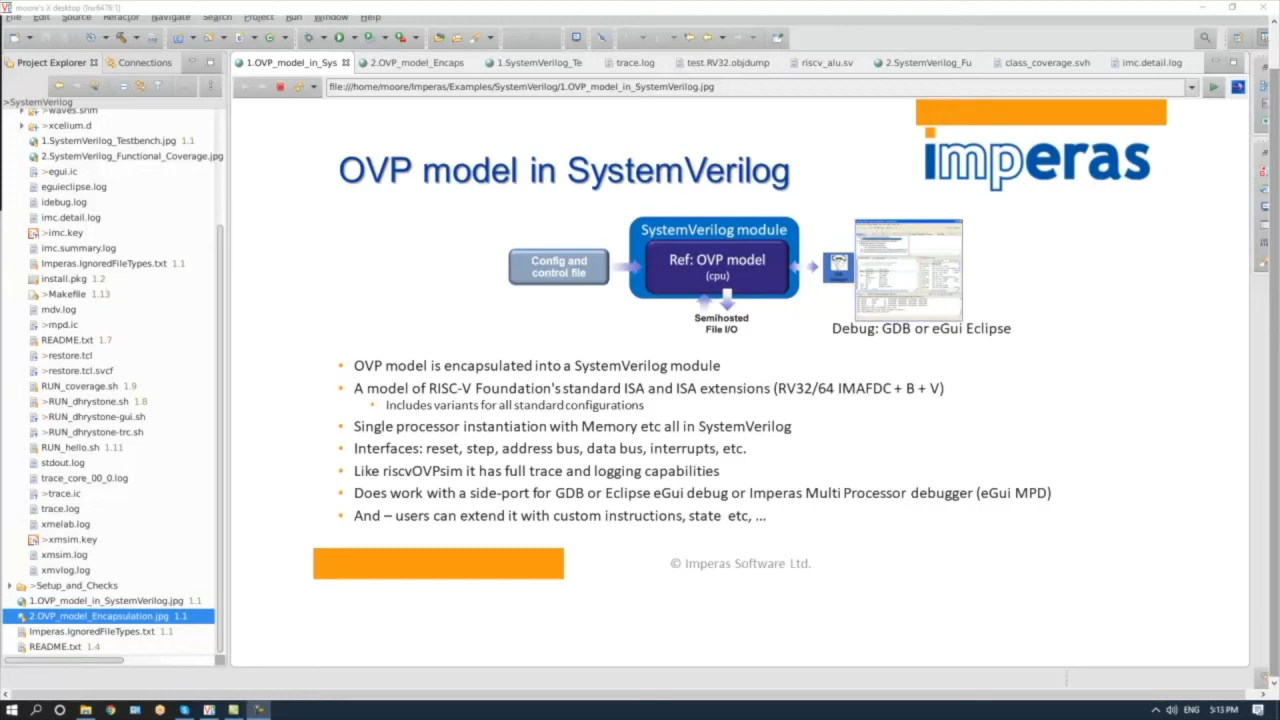 moore's X desktop (lnx6476:1)
File Edit Source Refactor Navigate Search Project Run Window Help
Project Explorer Connections
1.OVP_model_in_Sys 2.OVP_model_Encaps 1.SystemVerilog_Te trace.log test.RV32.objdump riscv_alu.sv 2.SystemVerilog_Fu class_coverage.svh imc.detail.log
file:///home/moore/Imperas/Examples/SystemVerilog/1.OVP_model_in_SystemVerilog.jpg
>SystemVerilog
>waves.shm
>xcelium.d
1.SystemVerilog_Testbench.jpg 1.1
2.SystemVerilog_Functional_Coverage.jpg
>egui.ic
eguieclipse.log
idebug.log
imc.detail.log
>imc.key
imc.summary.log
Imperas.IgnoredFileTypes.txt 1.1
install.pkg 1.2
>Makefile 1.13
mdv.log
>mpd.ic
README.txt 1.7
>restore.tcl
>restore.tcl.svcf
RUN_coverage.sh 1.9
>RUN_dhrystone.sh 1.8
>RUN_dhrystone-gui.sh
>RUN_dhrystone-trc.sh
RUN_hello.sh 1.11
stdout.log
trace_core_00_0.log
>trace.ic
trace.log
xmelab.log
>xmsim.key
xmsim.log
xmvlog.log
>Setup_and_Checks
1.OVP_model_in_SystemVerilog.jpg 1.1
2.OVP_model_Encapsulation.jpg 1.1
Imperas.IgnoredFileTypes.txt 1.1
README.txt 1.4
OVP model in SystemVerilog
imperas
SystemVerilog module
Config and
control file
Ref: OVP model
(cpu)
Semihosted
File I/O
Debug: GDB or eGui Eclipse
• OVP model is encapsulated into a SystemVerilog module
• A model of RISC-V Foundation's standard ISA and ISA extensions (RV32/64 IMAFDC + B + V)
• Includes variants for all standard configurations
• Single processor instantiation with Memory etc all in SystemVerilog
• Interfaces: reset, step, address bus, data bus, interrupts, etc.
• Like riscvOVPsim it has full trace and logging capabilities
• Does work with a side-port for GDB or Eclipse eGui debug or Imperas Multi Processor debugger (eGui MPD)
• And – users can extend it with custom instructions, state etc, ...
© Imperas Software Ltd.
ENG 5:13 PM